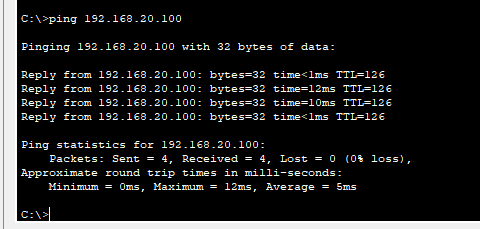 C:\>ping 192.168.20.100
Pinging 192.168.20.100 with 32 bytes of data:
Reply from 192.168.20.100: bytes=32 time<1ms TTL=126
Reply from 192.168.20.100: bytes=32 time=12ms TTL=126
Reply from 192.168.20.100: bytes=32 time=10ms TTL=126
Reply from 192.168.20.100: bytes=32 time<1ms TTL=126
Ping statistics for 192.168.20.100:
    Packets: Sent = 4, Received = 4, Lost = 0 (0% loss),
Approximate round trip times in milli-seconds:
    Minimum = 0ms, Maximum = 12ms, Average = 5ms
C:\>